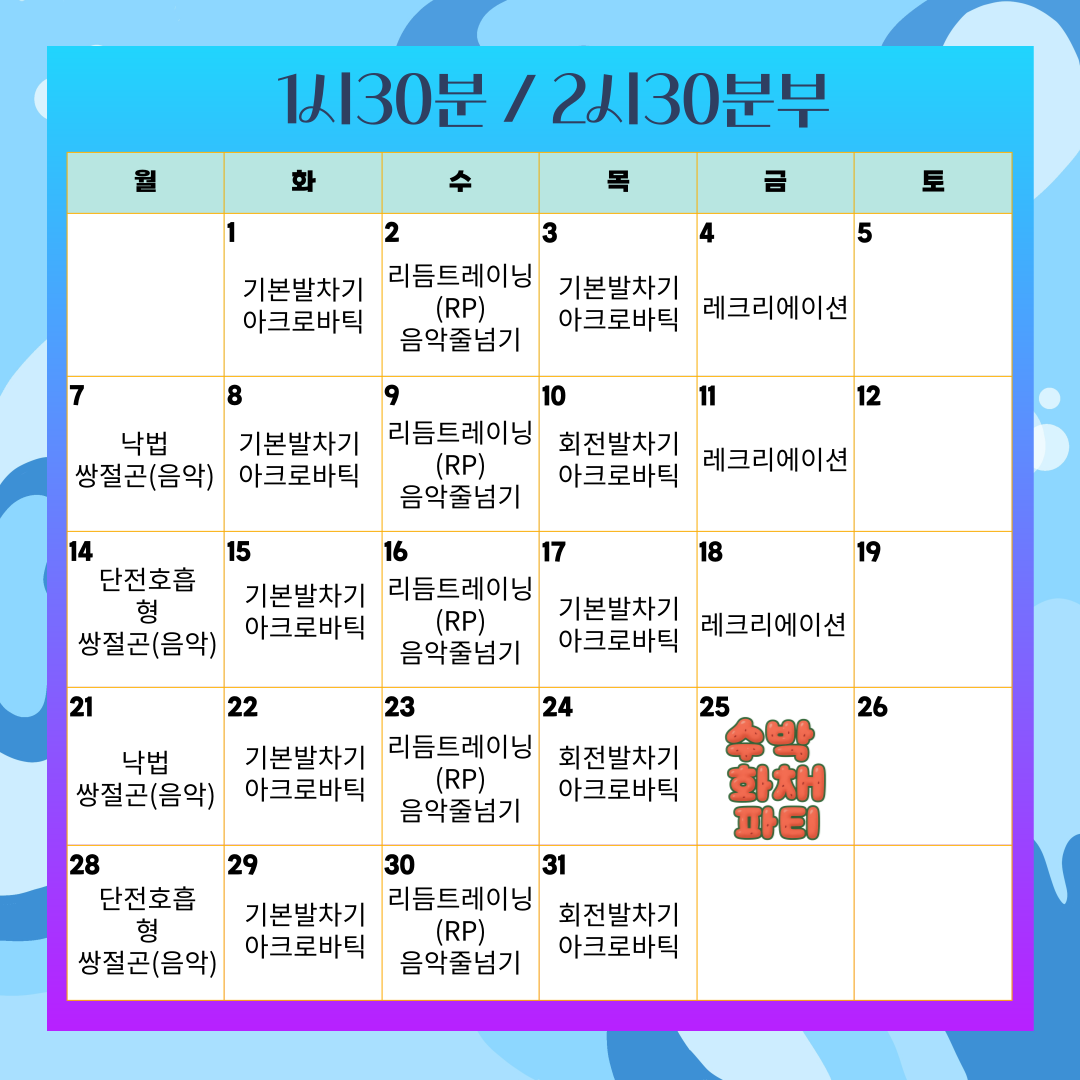 1시30분 / 2시30분부
월 화 수 목 금 토
1
기본발차기
아크로바틱
2
리듬트레이닝
(RP)
음악줄넘기
3
기본발차기
아크로바틱
4
레크리에이션
5
7
낙법
쌍절곤(음악)
8
기본발차기
아크로바틱
9
리듬트레이닝
(RP)
음악줄넘기
10
회전발차기
아크로바틱
11
레크리에이션
12
14
단전호흡
형
쌍절곤(음악)
15
기본발차기
아크로바틱
16
리듬트레이닝
(RP)
음악줄넘기
17
기본발차기
아크로바틱
18
레크리에이션
19
21
낙법
쌍절곤(음악)
22
기본발차기
아크로바틱
23
리듬트레이닝
(RP)
음악줄넘기
24
회전발차기
아크로바틱
25
수박
화채
파티
26
28
단전호흡
형
쌍절곤(음악)
29
기본발차기
아크로바틱
30
리듬트레이닝
(RP)
음악줄넘기
31
회전발차기
아크로바틱